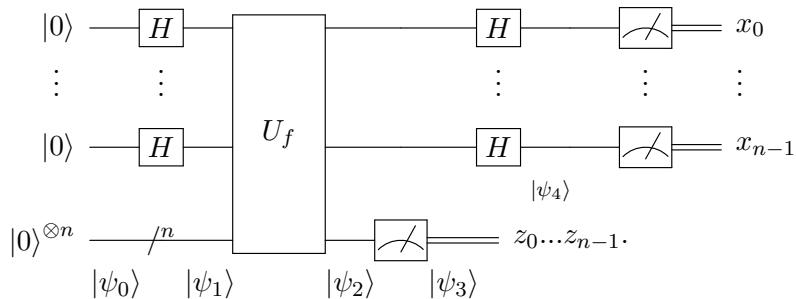 |0⟩ H H x₀
⋮ ⋮ ⋮ ⋮ ⋮
U_f
|0⟩ H H x_{n−1}
|ψ₄⟩
|0⟩^{⊗n} n z₀...z_{n−1}.
|ψ₀⟩ |ψ₁⟩ |ψ₂⟩ |ψ₃⟩